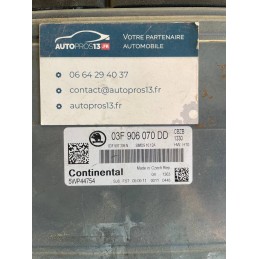 VOTRE PARTENAIRE
AUTOMOBILE
AUTOPROS13.FR
06 64 29 40 37
contact@autopros13.fr
autopros13.fr
03F 906 070 DD
CBZB
Continental
5WP44754
Made in Czech Rep.